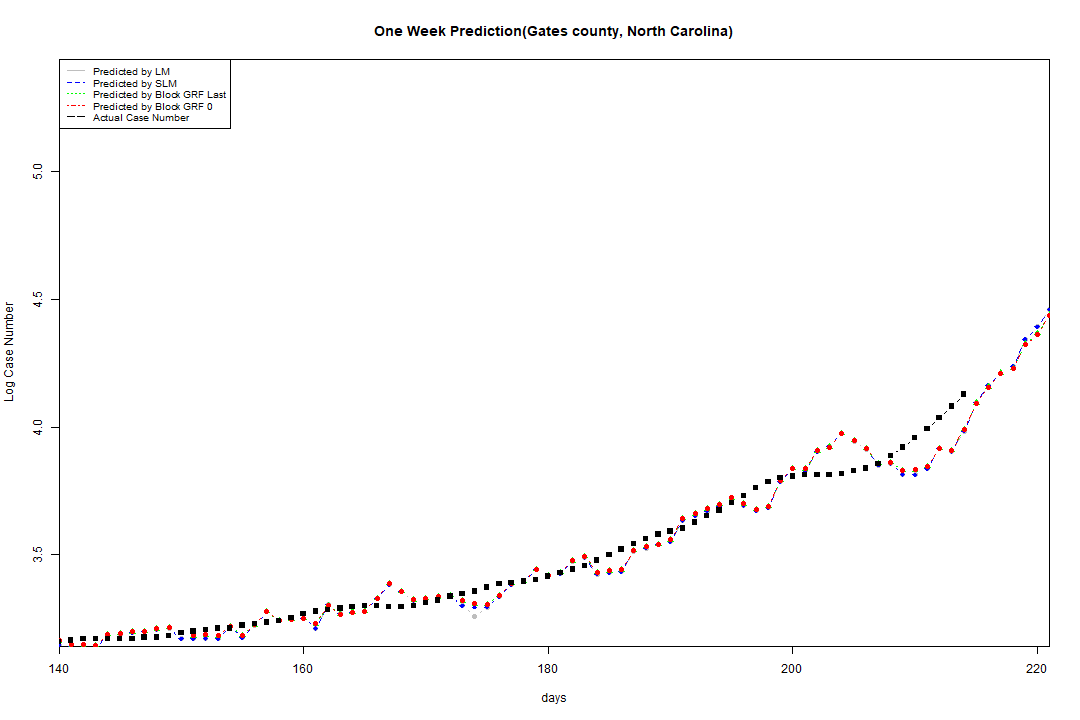 One Week Prediction(Gates county, North Carolina)
Predicted by LM
Predicted by SLM
Predicted by Block GRF Last
Predicted by Block GRF 0
Actual Case Number
5.0
4.5
4.0
3.5
Log Case Number
140 160 180 200 220
days